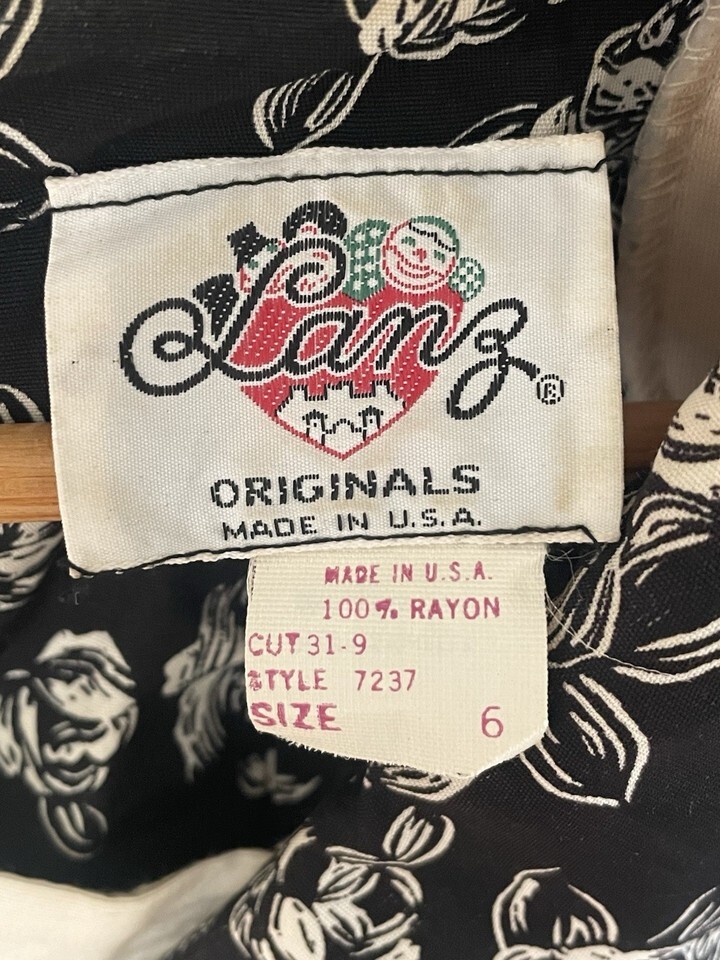 Lanz®
ORIGINALS
MADE IN U.S.A.
MADE IN U.S.A.
100% RAYON
CUT 31-9
STYLE 7237
SIZE 6